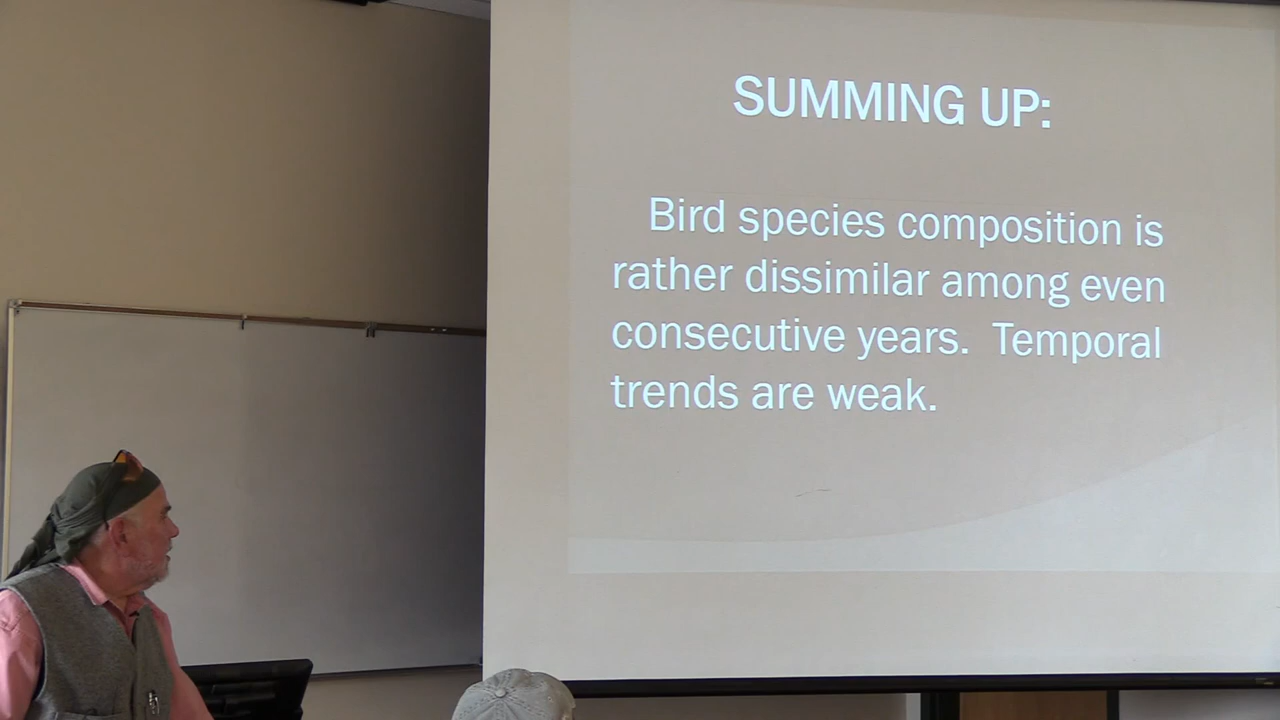 SUMMING UP:
Bird species composition is
rather dissimilar among even
consecutive years. Temporal
trends are weak.